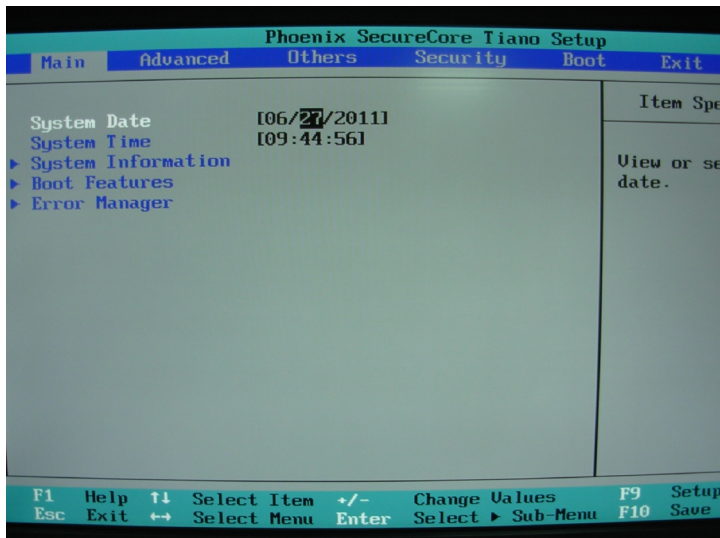 Phoenix SecureCore Tiano Setup
Main Advanced Others Security Boot Exit
Item Spe
System Date [06/27/2011]
System Time [09:44:56]
▶ System Information
▶ Boot Features
▶ Error Manager
View or se
date.
F1 Help ↑↓ Select Item +/- Change Values F9 Setup
Esc Exit ←→ Select Menu Enter Select ▶ Sub-Menu F10 Save